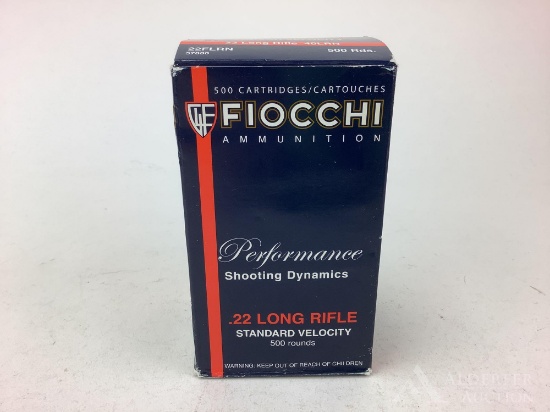 .22 Long Rifle 40LRN
22FLRN
500 Rds.
500 CARTRIDGES/CARTOUCHES
FIOCCHI
AMMUNITION
Performance
Shooting Dynamics
.22 LONG RIFLE
STANDARD VELOCITY
500 rounds
WARNING: KEEP OUT OF REACH OF CHILDREN